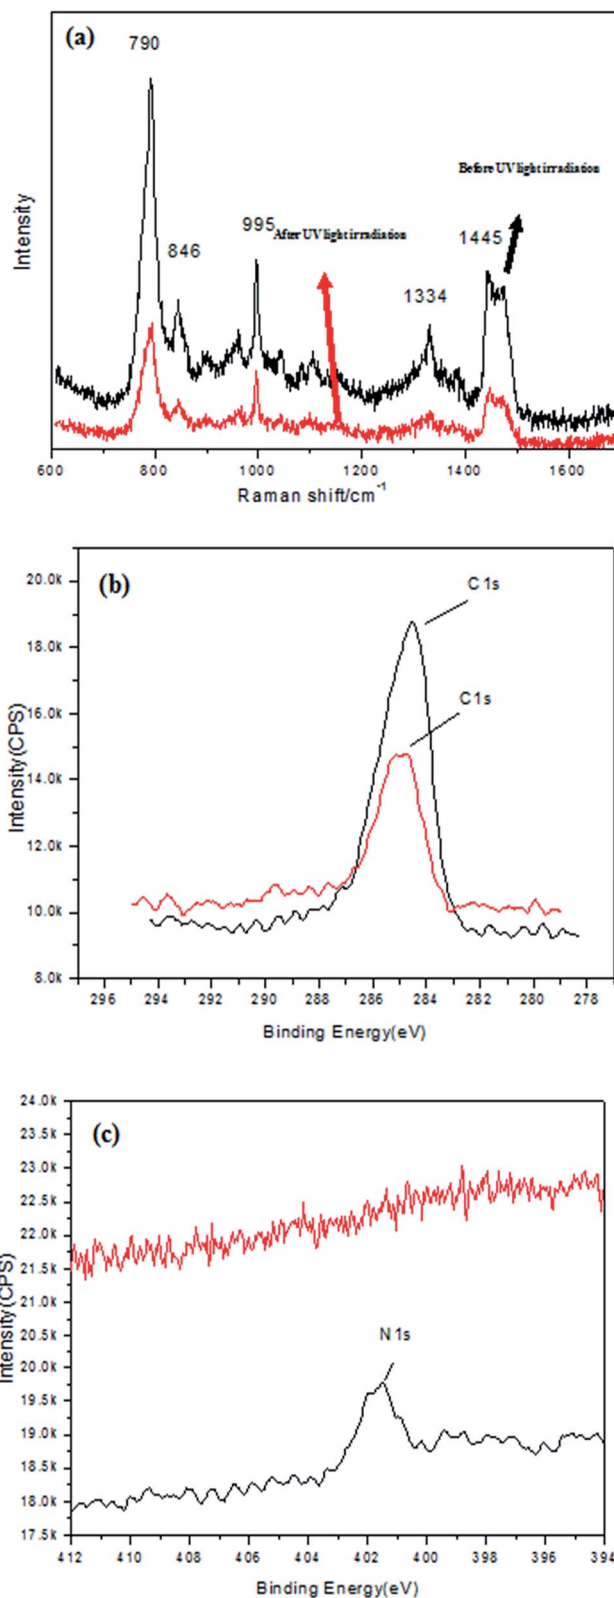 (a)
790
846
995
After UV light irradiation
Before UV light irradiation
1334
1445
Intensity
600 800 1000 1200 1400 1600
Raman shift/cm-1
(b)
C1s
C1s
Intensity(CPS)
20.0k
18.0k
16.0k
14.0k
12.0k
10.0k
8.0k
296 294 292 290 288 286 284 282 280 278
Binding Energy(eV)
(c)
N1s
Intensity(CPS)
24.0k
23.5k
23.0k
22.5k
22.0k
21.5k
21.0k
20.5k
20.0k
19.5k
19.0k
18.5k
18.0k
17.5k
412 410 408 406 404 402 400 398 396 394
Binding Energy(eV)